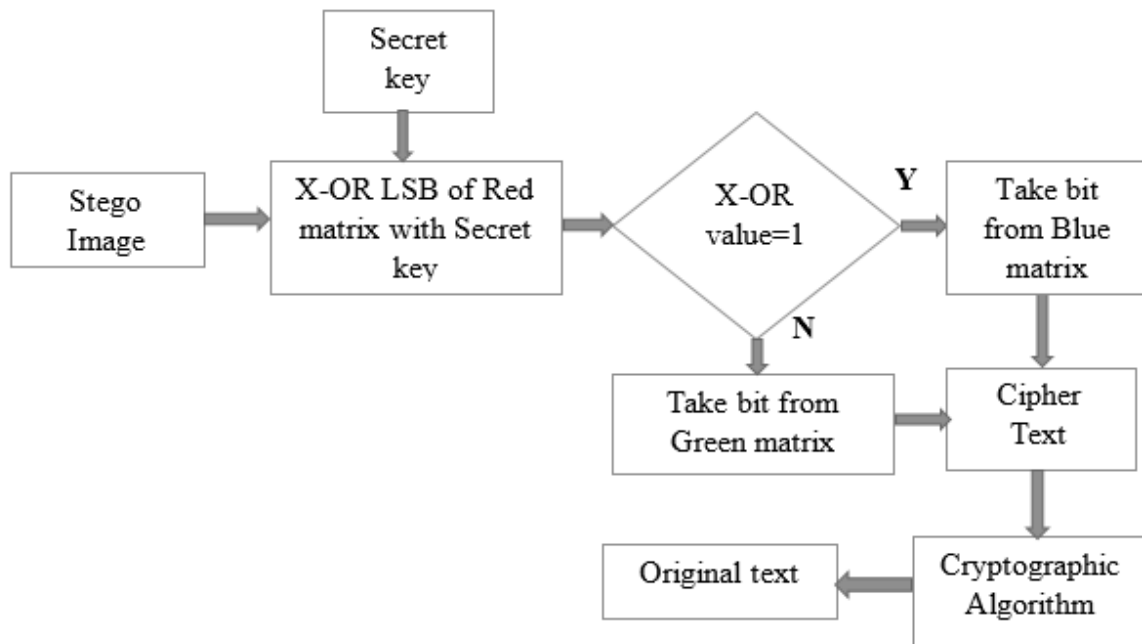 Secret
key
Stego
Image
X-OR LSB of Red
matrix with Secret
key
X-OR
value=1
Y
Take bit
from Blue
matrix
N
Take bit from
Green matrix
Cipher
Text
Original text
Cryptographic
Algorithm